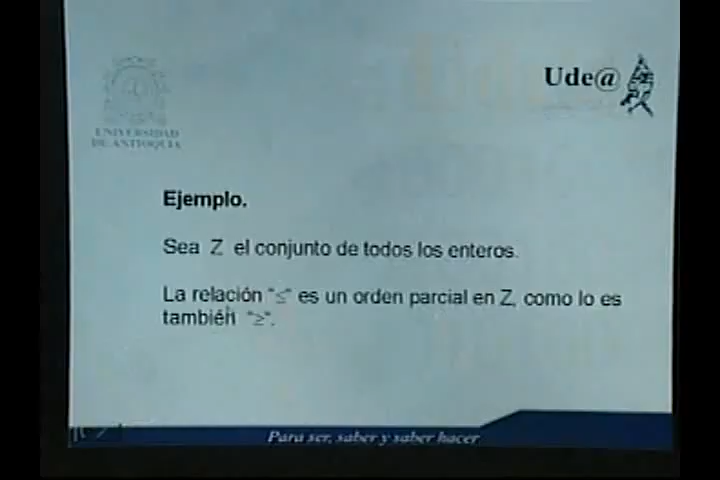 Ude@
UNIVERSIDAD
DE ANTIOQUIA
Ejemplo.
Sea Z el conjunto de todos los enteros.
La relación "≤" es un orden parcial en Z, como lo es
también "≥".
Para ser, saber y saber hacer